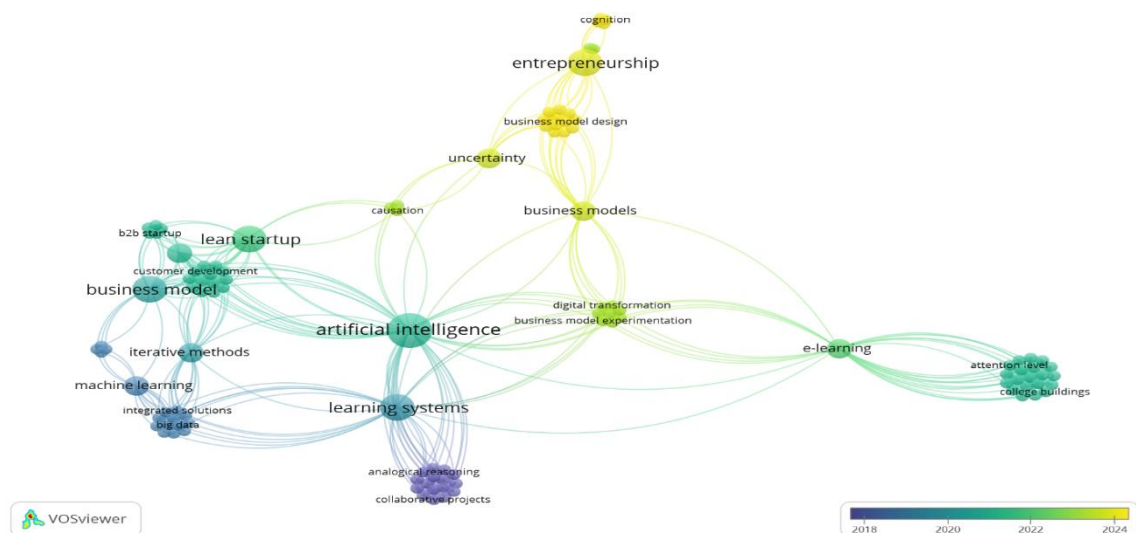 cognition
entrepreneurship
business model design
uncertainty
causation
business models
b2b startup
lean startup
customer development
business model
digital transformation
business model experimentation
artificial intelligence
iterative methods
e-learning
attention level
machine learning
college buildings
learning systems
integrated solutions
big data
analogical reasoning
collaborative projects
VOSviewer
2018 2020 2022 2024